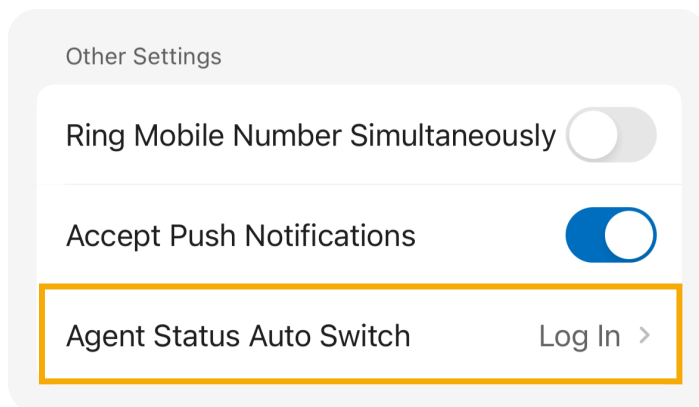 Other Settings
Ring Mobile Number Simultaneously
Accept Push Notifications
Agent Status Auto Switch Log In